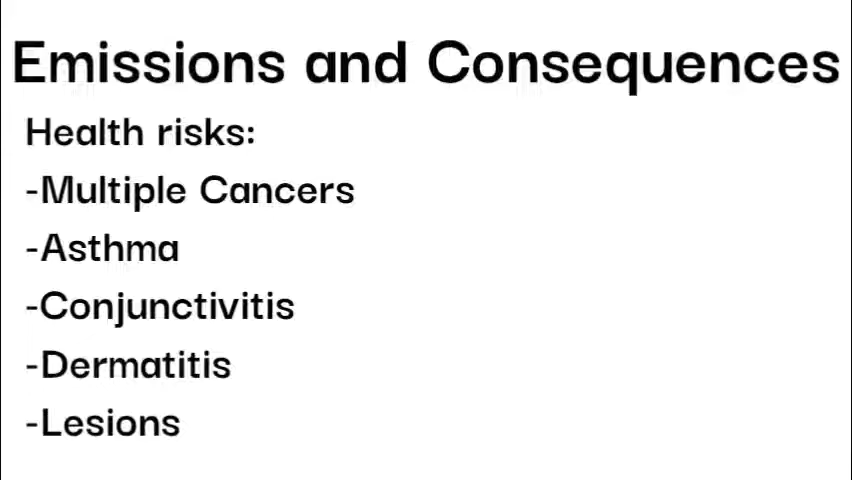 Emissions and Consequences
Health risks:
-Multiple Cancers
-Asthma
-Conjunctivitis
-Dermatitis
-Lesions